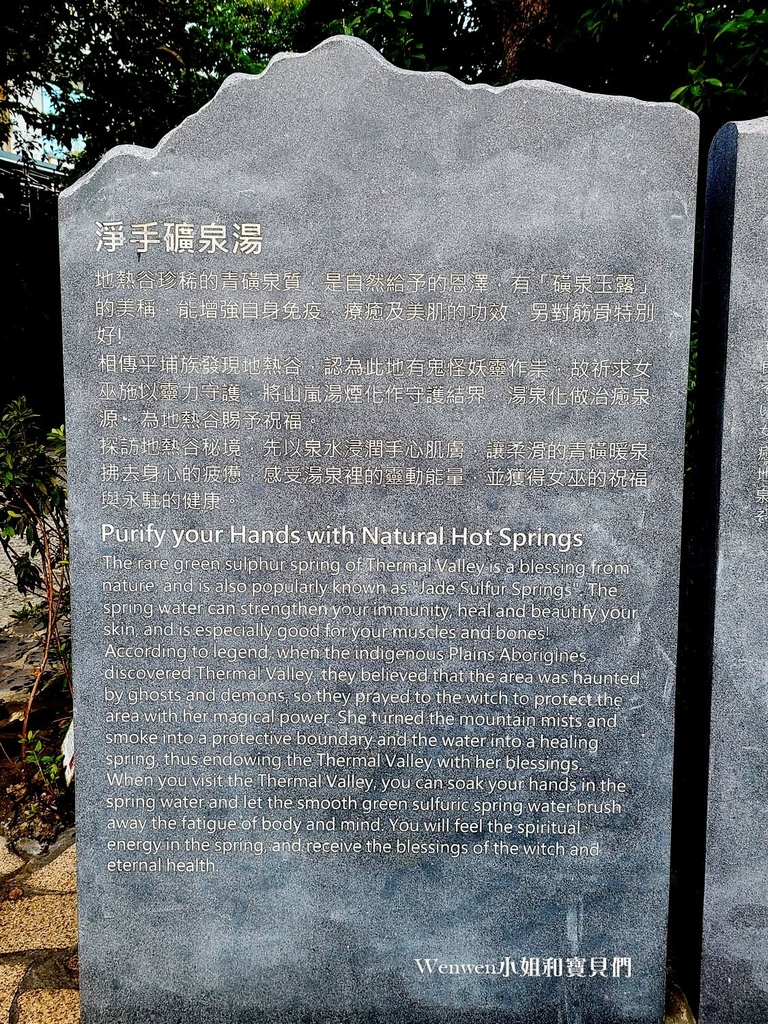 淨手礦泉湯
地熱谷珍稀的青磺泉質，是自然給予的恩澤，有「磺泉玉露」
的美稱，能增強自身免疫，療癒及美肌的功效，另對筋骨特別
好!
相傳平埔族發現地熱谷，認為此地有鬼怪妖靈作祟，故祈求女
巫施以靈力守護，將山嵐湯煙化作守護結界，湯泉化做治癒泉
源，為地熱谷賜予祝福。
探訪地熱谷秘境，先以泉水浸潤手心肌膚，讓柔滑的青磺暖泉
拂去身心的疲憊，感受湯泉裡的靈動能量，並獲得女巫的祝福
與永駐的健康。
Purify your Hands with Natural Hot Springs
The rare green sulphur spring of Thermal Valley is a blessing from
nature, and is also popularly known as "Jade Sulfur Springs". The
spring water can strengthen your immunity, heal and beautify your
skin, and is especially good for your muscles and bones!
According to legend, when the indigenous Plains Aborigines
discovered Thermal Valley, they believed that the area was haunted
by ghosts and demons, so they prayed to the witch to protect the
area with her magical power. She turned the mountain mists and
smoke into a protective boundary and the water into a healing
spring, thus endowing the Thermal Valley with her blessings.
When you visit the Thermal Valley, you can soak your hands in the
spring water and let the smooth green sulfuric spring water brush
away the fatigue of body and mind. You will feel the spiritual
energy in the spring, and receive the blessings of the witch and
eternal health.
Wenwen小姐和寶貝們